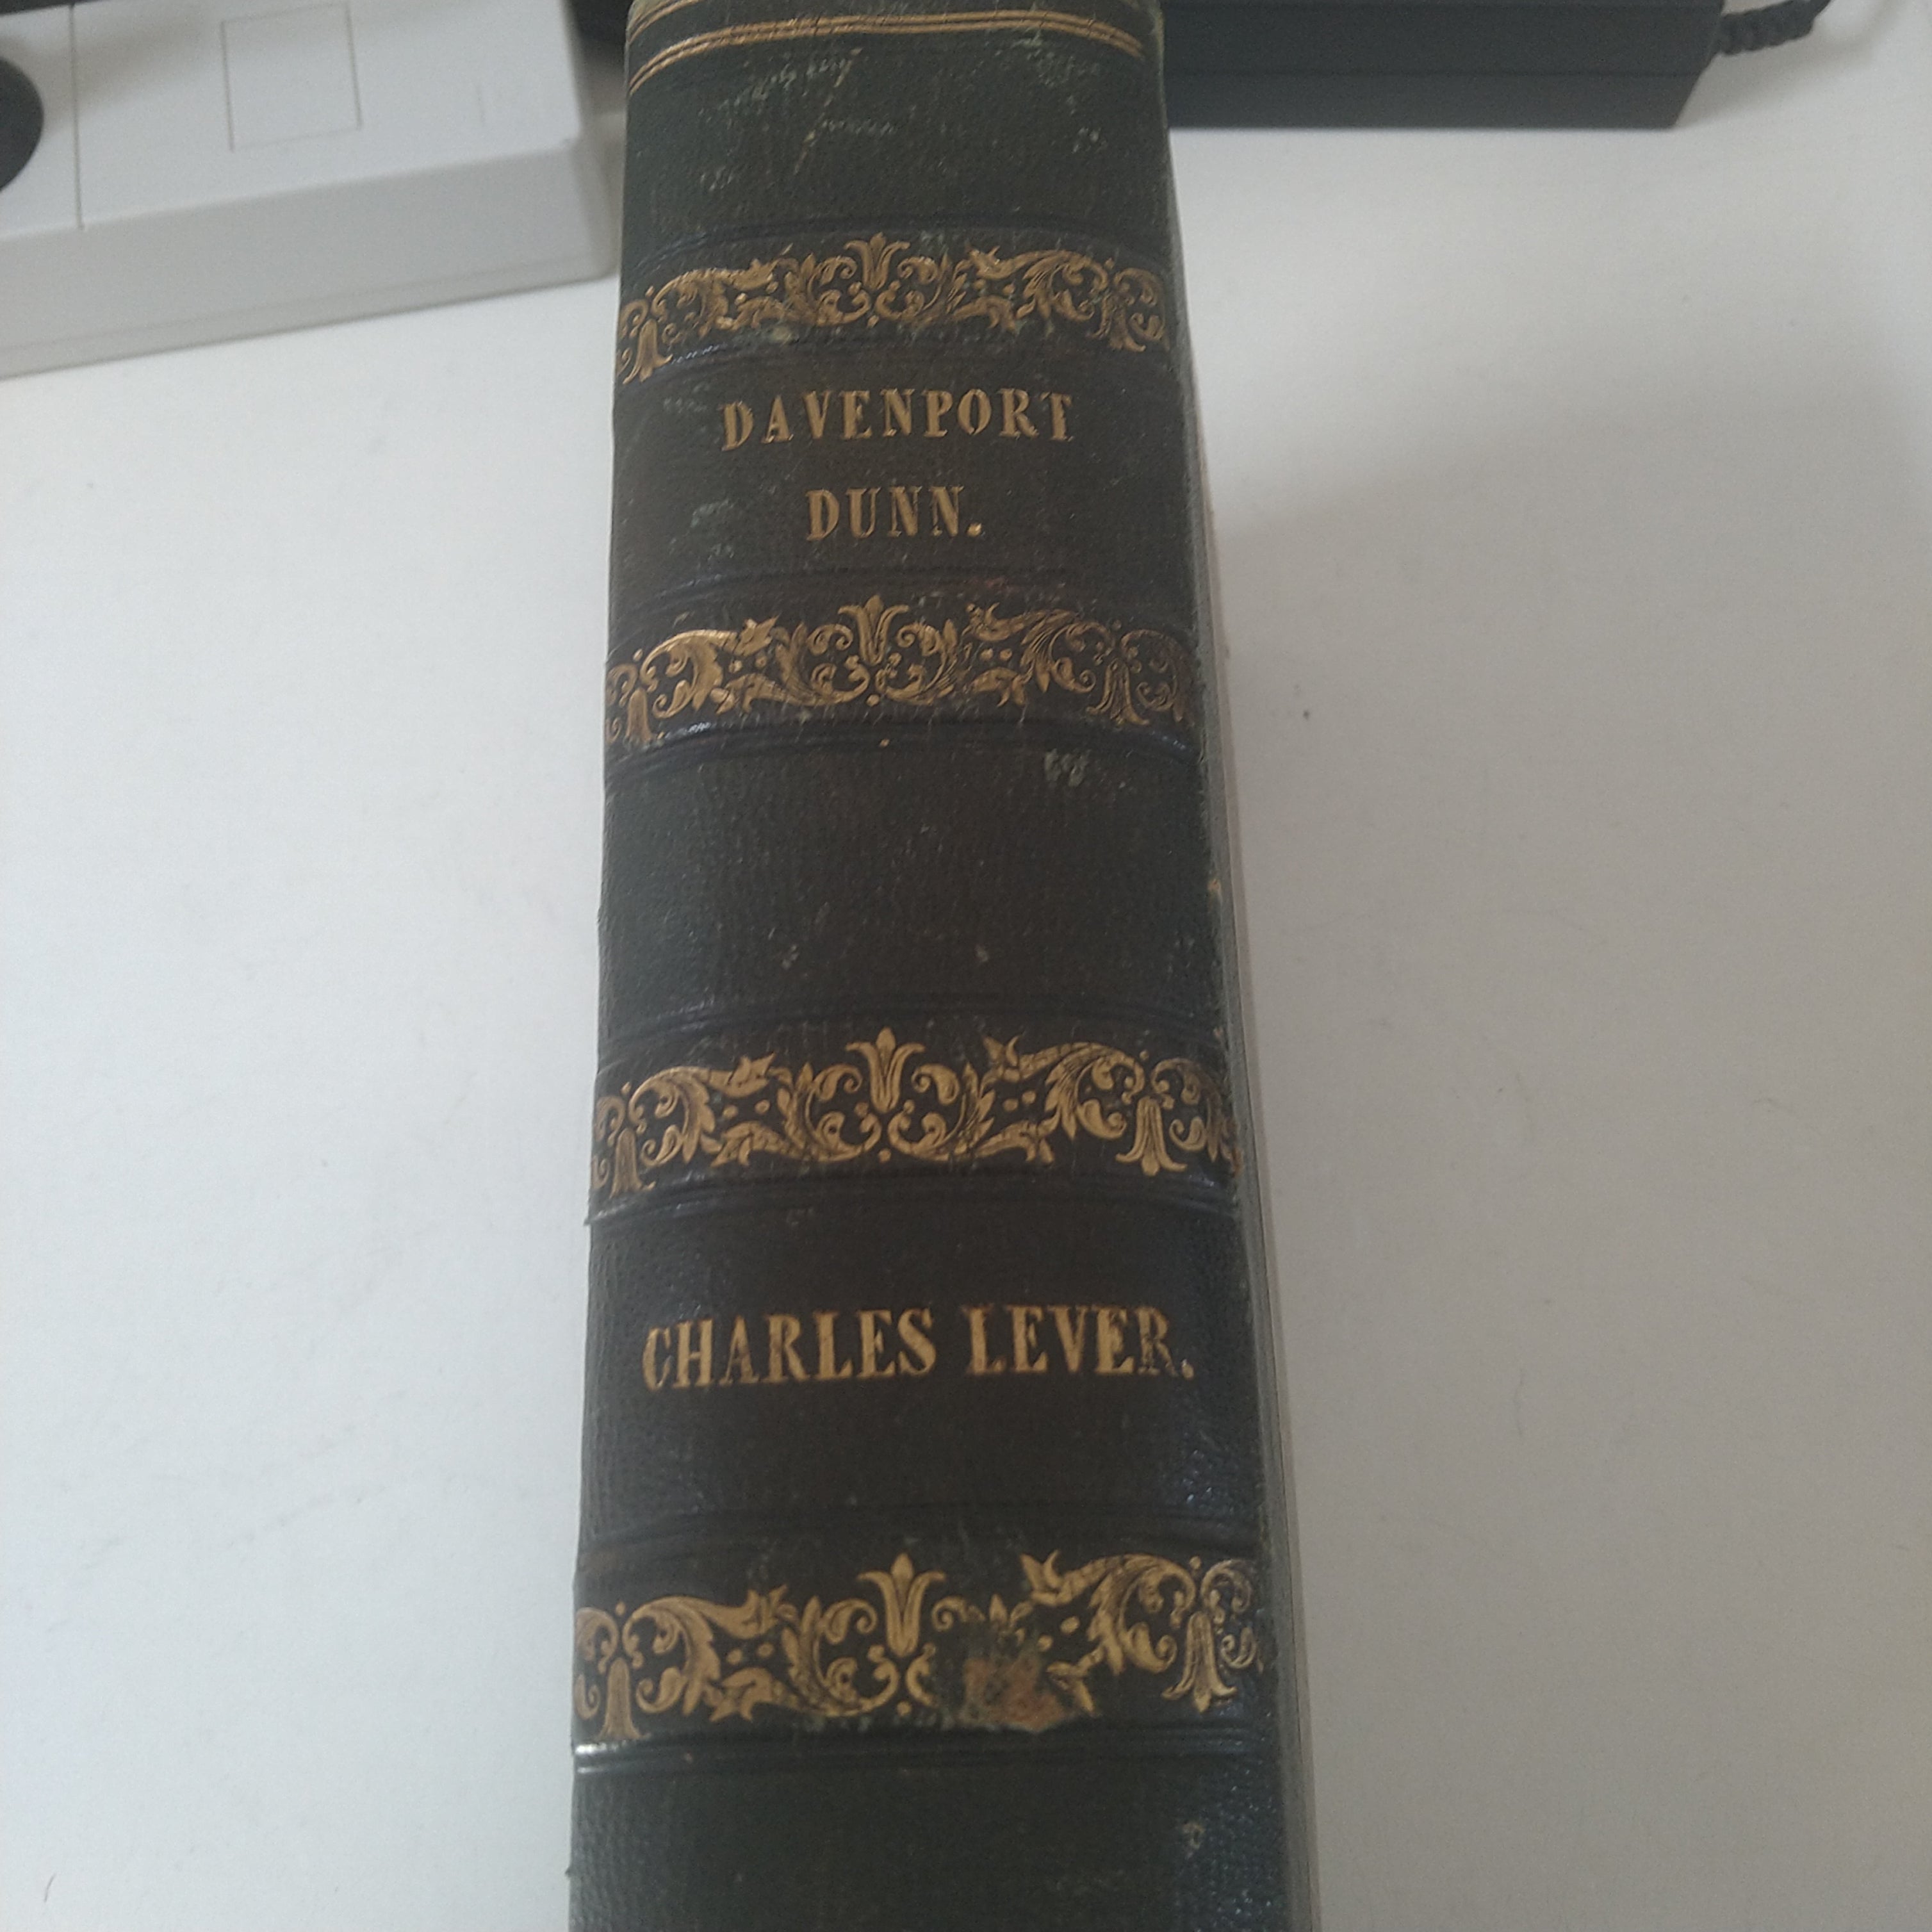 DAVENPORT
DUNN.
CHARLES LEVER.